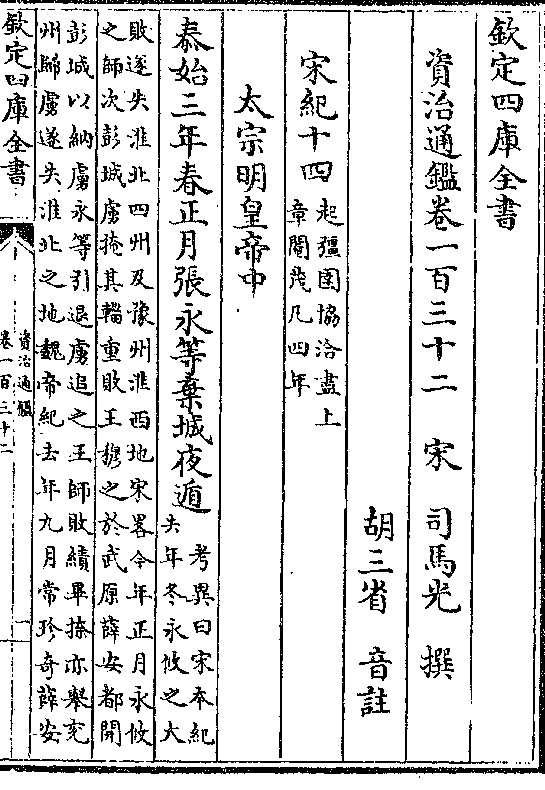 欽定四庫全書
資治通鑑卷一百三十二 宋 司馬光 撰
胡三省 音註
宋紀十四 起彊圉協洽盡上
章閹茂凡四年
太宗明皇帝中
泰始三年春正月張永等棄城夜遁 考異曰宋本紀
去年冬永攸之大
敗遂失淮北四州及豫州淮西地宋畧今年正月永攸
之師次彭城虜掩其輜重敗王穆之於武原薛安都開
彭城以納虜永等引退虜追之王師敗績畢捺亦舉兖
州歸虜遂失淮北之地魏帝紀去年九月常珍奇薛安
欽定四庫全書
資治通鑑
卷一百三十二
一